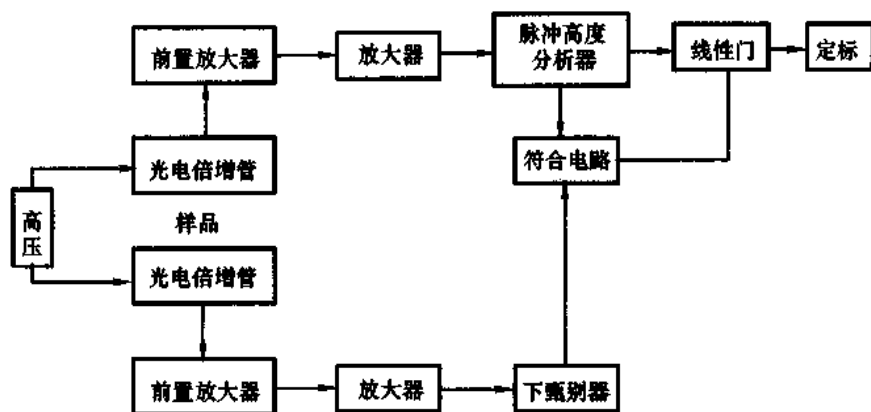 前置放大器
放大器
脉冲高度
分析器
线性门
定标
光电倍增管
符合电路
高
压
样品
光电倍增管
前置放大器
放大器
下甄别器